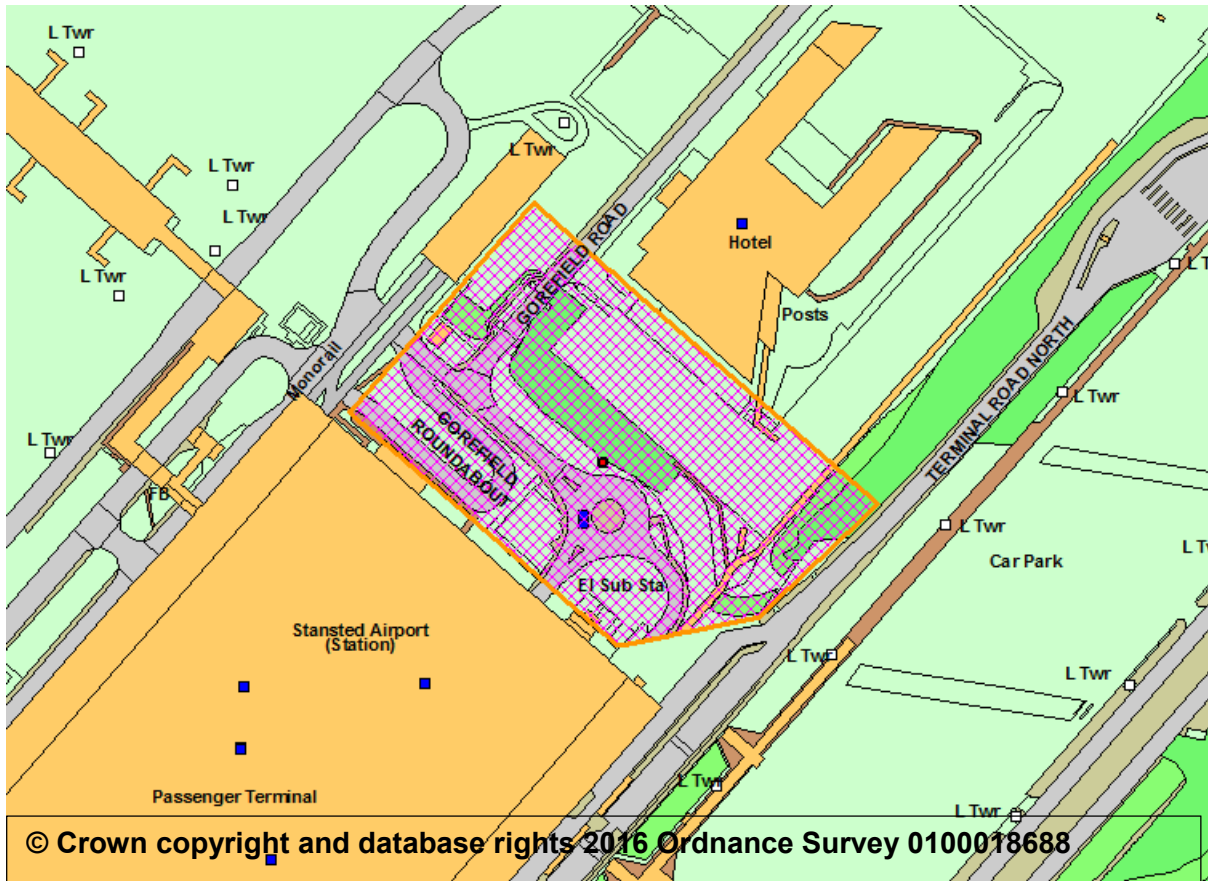 L Twr
L Twr
L Twr
L Twr
L Twr
GOREFIELD ROAD
Hotel
L T
Posts
Monorail
TERMINAL ROAD NORTH
L Twr
L Twr
GOREFIELD
ROUNDABOUT
FB
L Twr
L Tw
Car Park
El Sub Sta
Stansted Airport
(Station)
L Twr
L Twr
L Twr
Passenger Terminal
L Twr
© Crown copyright and database rights 2016 Ordnance Survey 0100018688